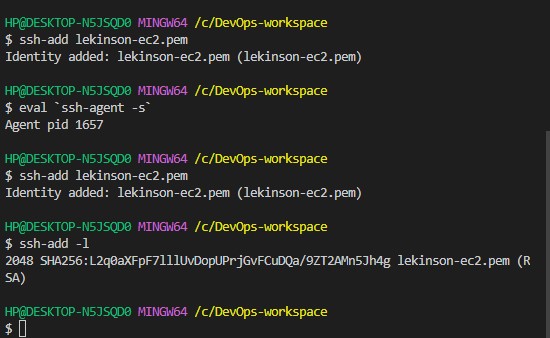 HP@DESKTOP-N5JSQD0 MINGW64 /c/DevOps-workspace
$ ssh-add lekinson-ec2.pem
Identity added: lekinson-ec2.pem (lekinson-ec2.pem)
HP@DESKTOP-N5JSQD0 MINGW64 /c/DevOps-workspace
$ eval `ssh-agent -s`
Agent pid 1657
HP@DESKTOP-N5JSQD0 MINGW64 /c/DevOps-workspace
$ ssh-add lekinson-ec2.pem
Identity added: lekinson-ec2.pem (lekinson-ec2.pem)
HP@DESKTOP-N5JSQD0 MINGW64 /c/DevOps-workspace
$ ssh-add -l
2048 SHA256:L2q0aXFpF7lllUvDopUPrjGvFCuDQa/9ZT2AMn5Jh4g lekinson-ec2.pem (R
SA)
HP@DESKTOP-N5JSQD0 MINGW64 /c/DevOps-workspace
$